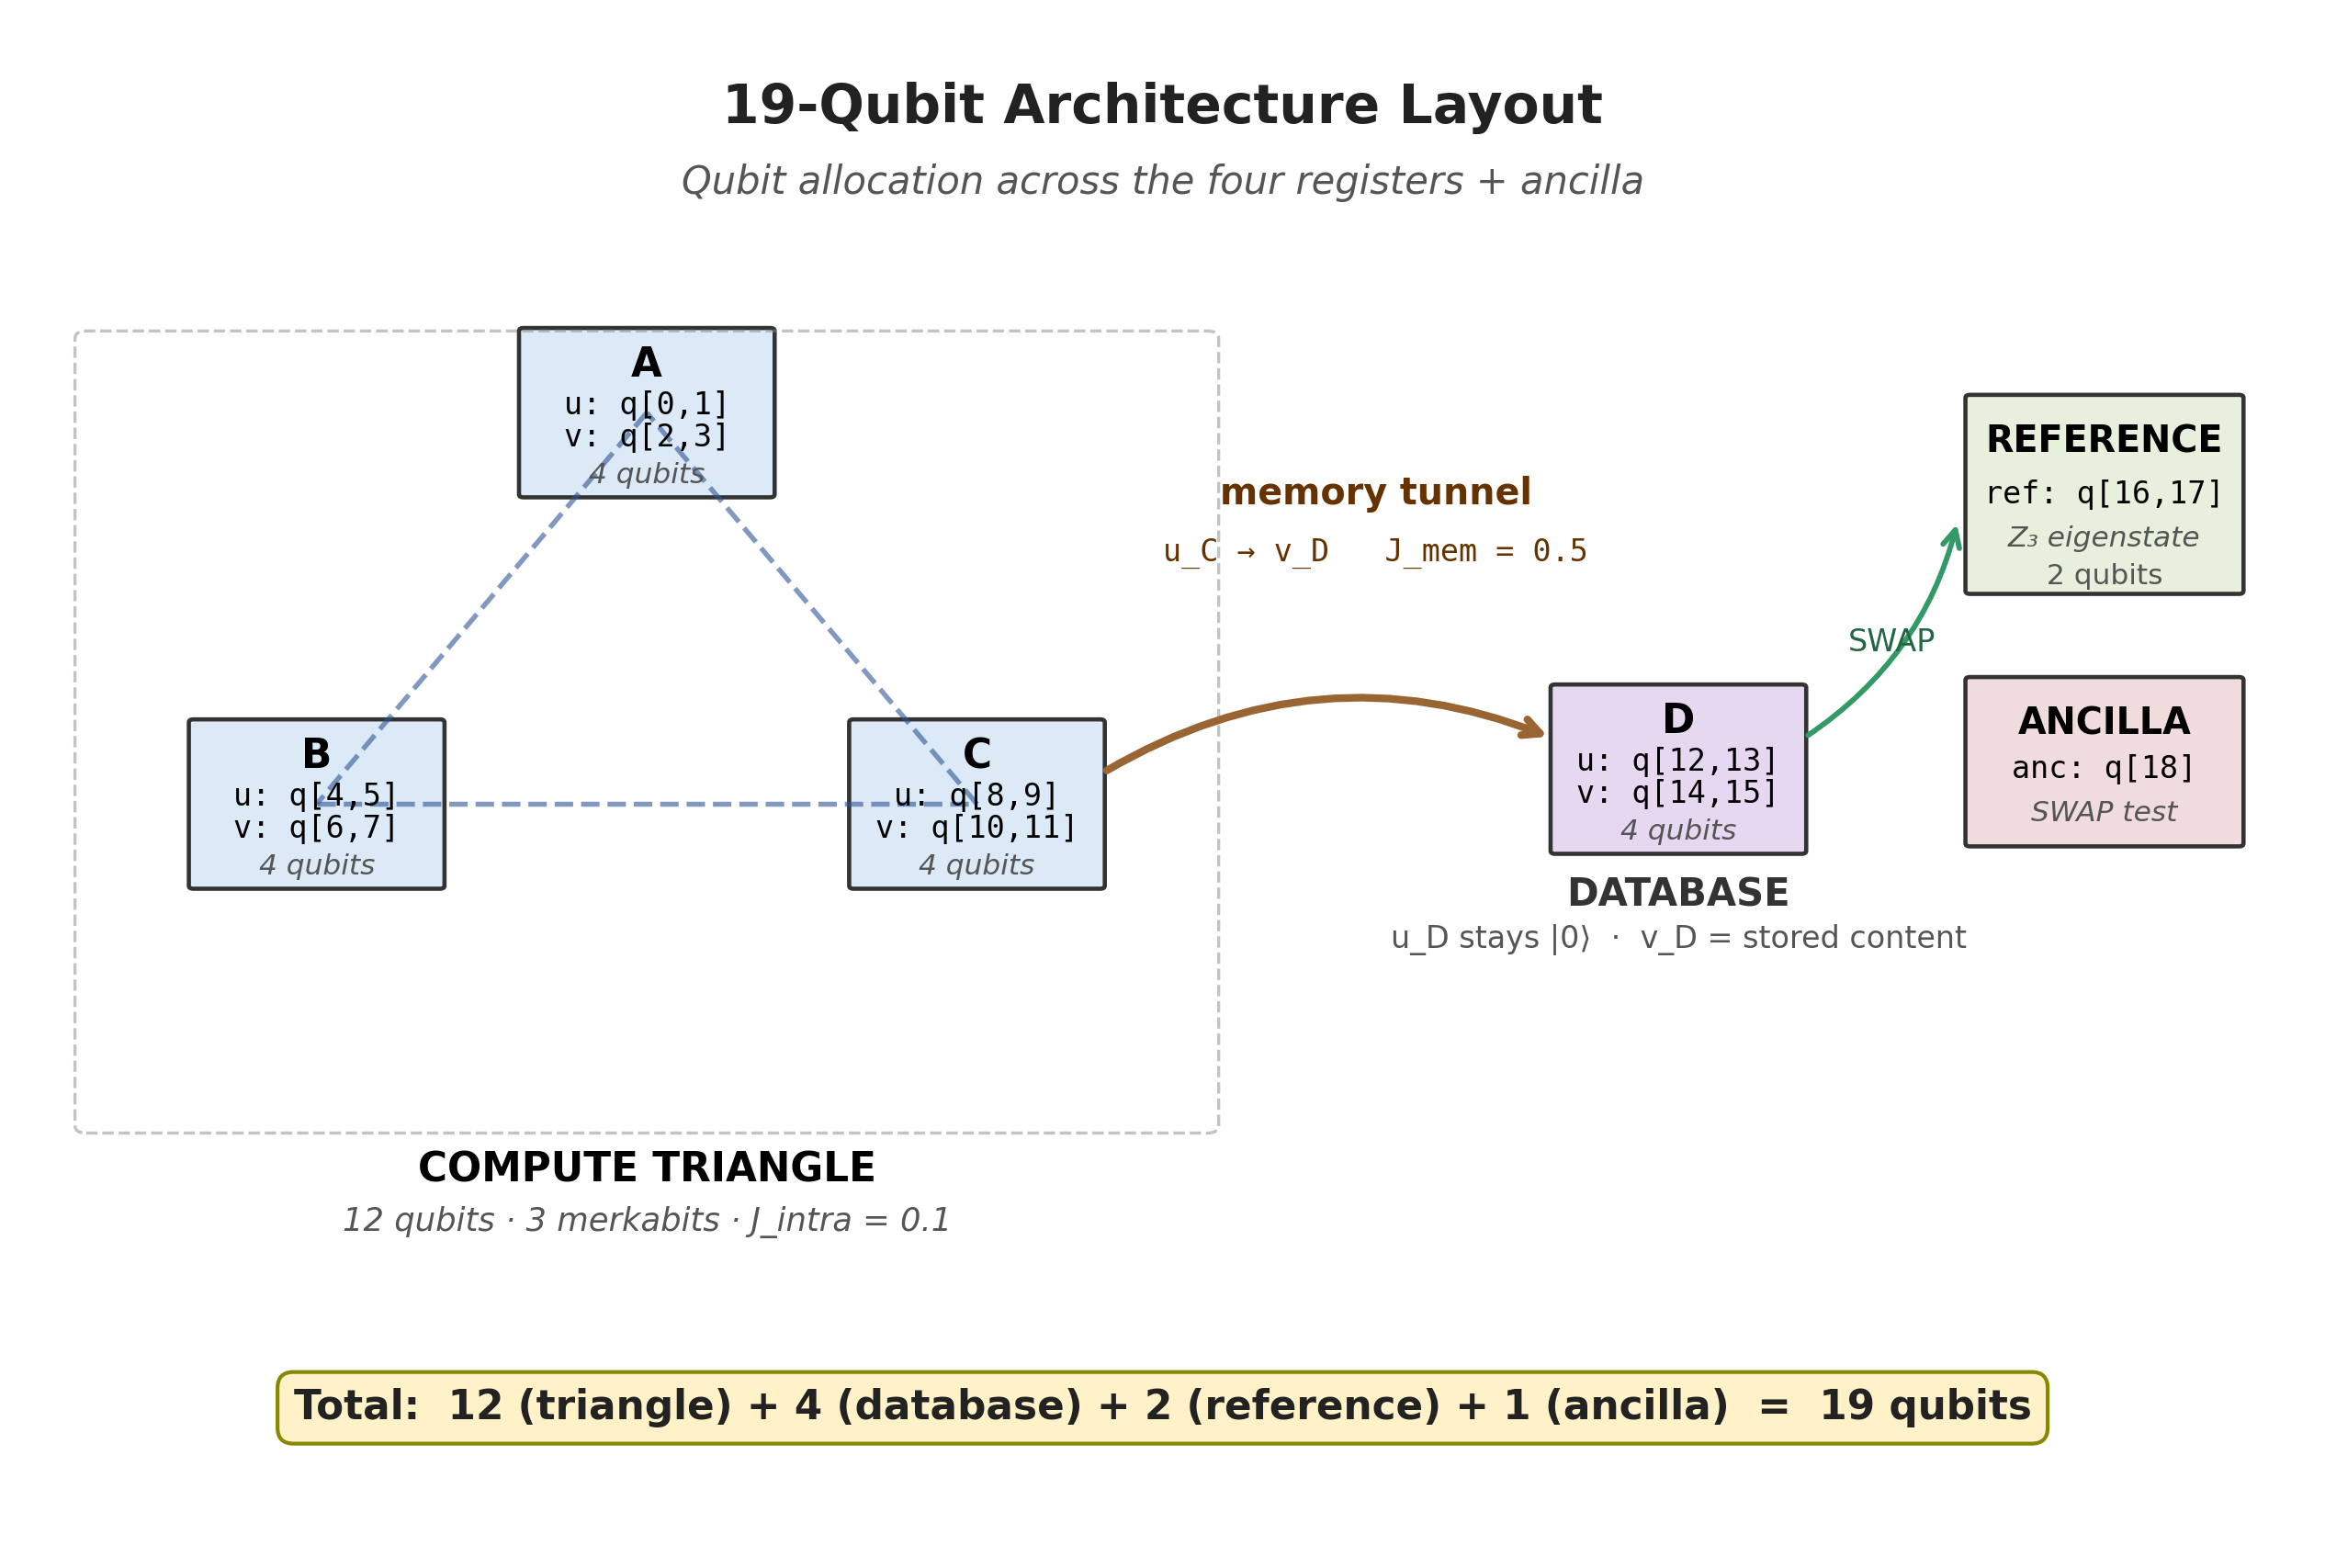 19-Qubit Architecture Layout
Qubit allocation across the four registers + ancilla
A
u: q[0,1]
v: q[2,3]
4 qubits
B
u: q[4,5]
v: q[6,7]
4 qubits
C
u: q[8,9]
v: q[10,11]
4 qubits
COMPUTE TRIANGLE
12 qubits · 3 merkabits · J_intra = 0.1
memory tunnel
u_C → v_D   J_mem = 0.5
D
u: q[12,13]
v: q[14,15]
4 qubits
DATABASE
u_D stays |0⟩ · v_D = stored content
SWAP
REFERENCE
ref: q[16,17]
Z₃ eigenstate
2 qubits
ANCILLA
anc: q[18]
SWAP test
Total:  12 (triangle) + 4 (database) + 2 (reference) + 1 (ancilla)  =  19 qubits